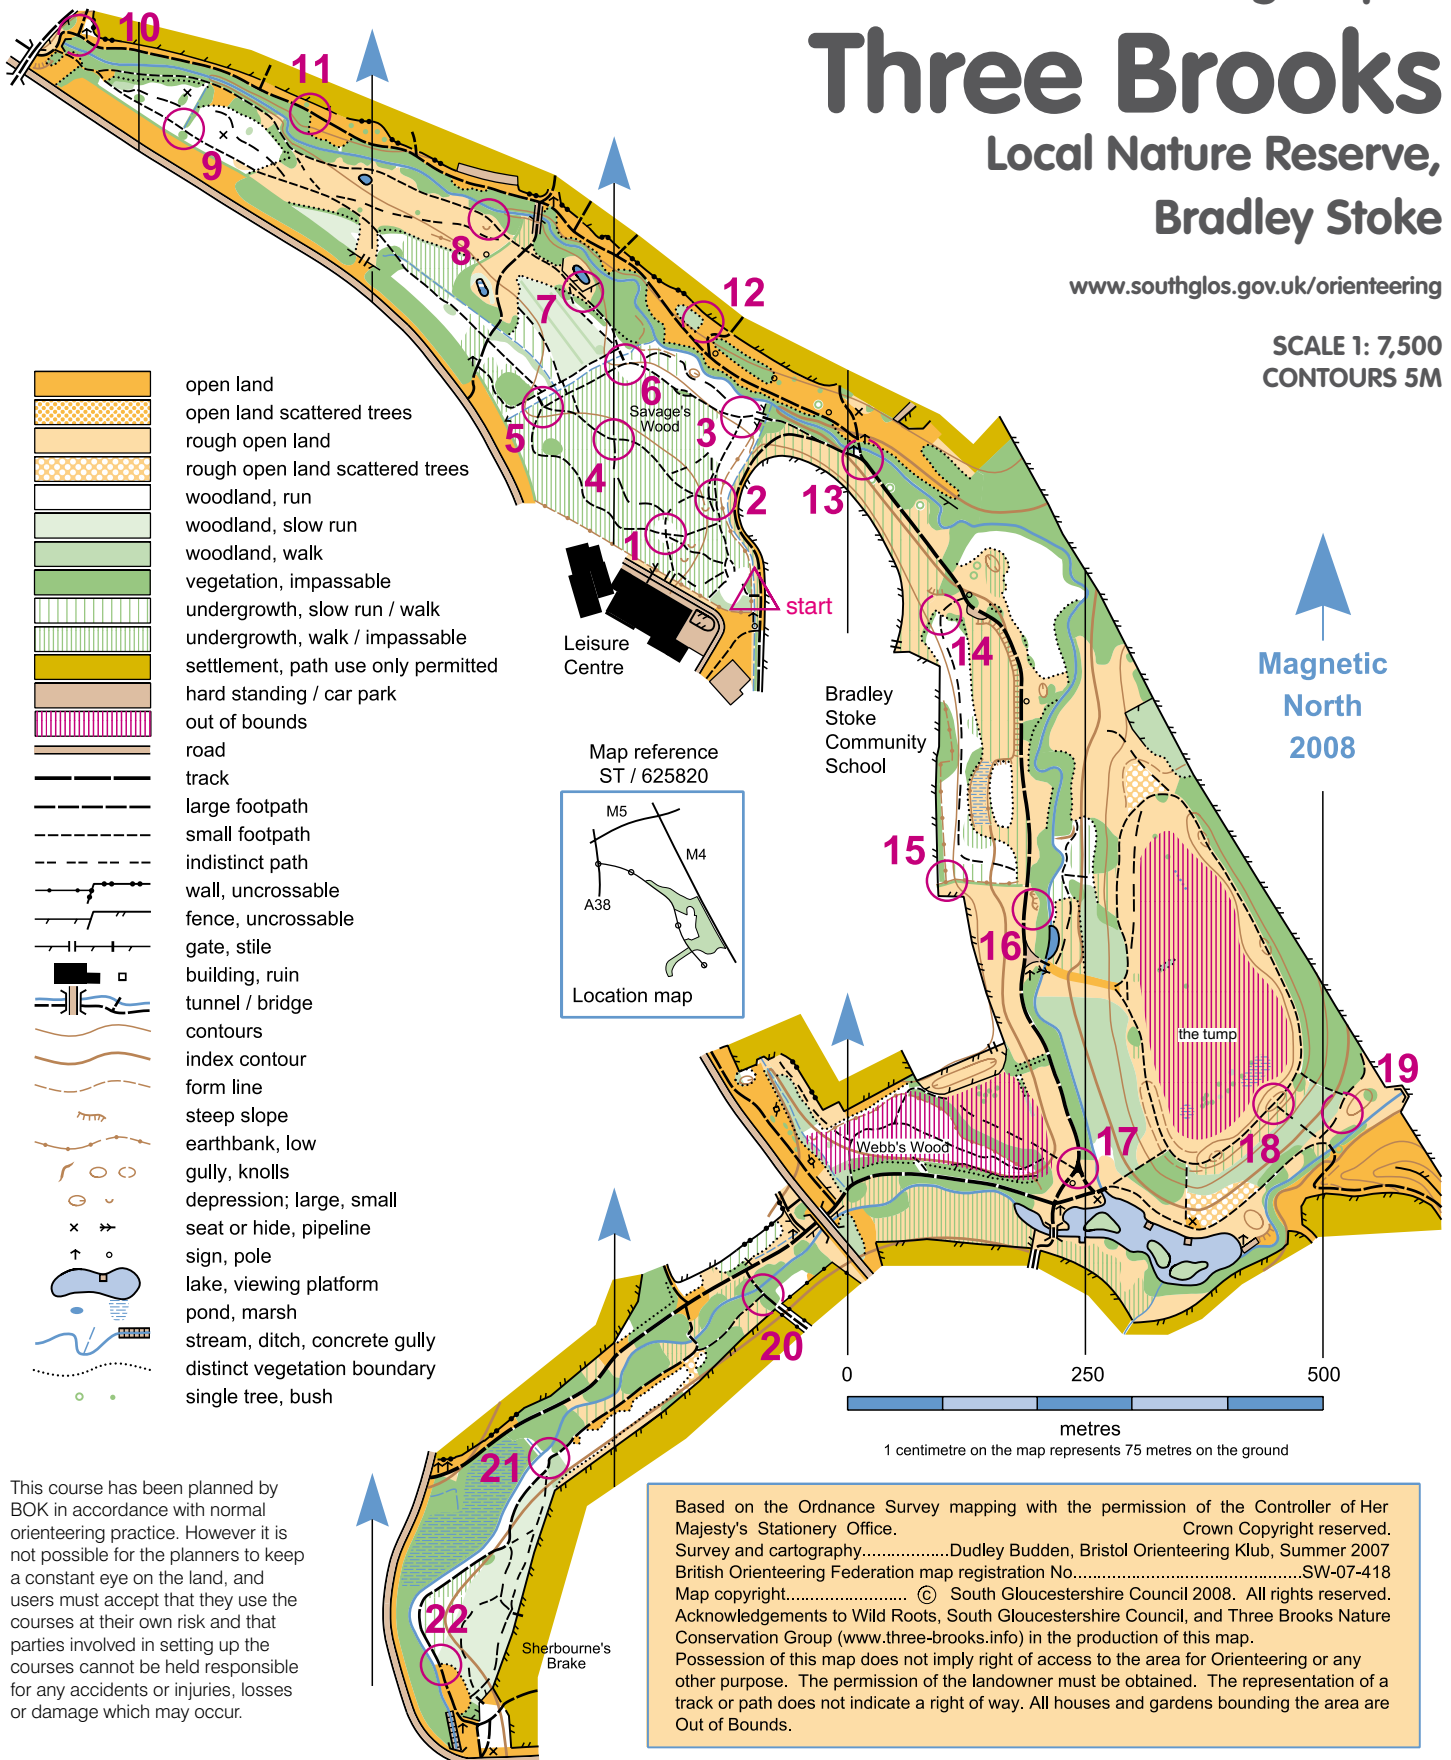 Three Brooks
Local Nature Reserve,
Bradley Stoke
www.southglos.gov.uk/orienteering
SCALE 1: 7,500
CONTOURS 5M
10
11
9
8
7
12
6
Savage's
Wood
3
5
4
2
13
1
start
Leisure
Centre
14
Bradley
Stoke
Community
School
15
16
the tump
19
18
17
Webb's Wood
20
21
22
Sherbourne's
Brake
Magnetic
North
2008
open land
open land scattered trees
rough open land
rough open land scattered trees
woodland, run
woodland, slow run
woodland, walk
vegetation, impassable
undergrowth, slow run / walk
undergrowth, walk / impassable
settlement, path use only permitted
hard standing / car park
out of bounds
road
track
large footpath
small footpath
indistinct path
wall, uncrossable
fence, uncrossable
gate, stile
building, ruin
tunnel / bridge
contours
index contour
form line
steep slope
earthbank, low
gully, knolls
depression; large, small
seat or hide, pipeline
sign, pole
lake, viewing platform
pond, marsh
stream, ditch, concrete gully
distinct vegetation boundary
single tree, bush
Map reference
ST / 625820
M5
M4
A38
Location map
0 250 500
metres
1 centimetre on the map represents 75 metres on the ground
This course has been planned by
BOK in accordance with normal
orienteering practice. However it is
not possible for the planners to keep
a constant eye on the land, and
users must accept that they use the
courses at their own risk and that
parties involved in setting up the
courses cannot be held responsible
for any accidents or injuries, losses
or damage which may occur.
Based on the Ordnance Survey mapping with the permission of the Controller of Her
Majesty's Stationery Office. Crown Copyright reserved.
Survey and cartography...................Dudley Budden, Bristol Orienteering Klub, Summer 2007
British Orienteering Federation map registration No..................................................SW-07-418
Map copyright........................... © South Gloucestershire Council 2008. All rights reserved.
Acknowledgements to Wild Roots, South Gloucestershire Council, and Three Brooks Nature
Conservation Group (www.three-brooks.info) in the production of this map.
Possession of this map does not imply right of access to the area for Orienteering or any
other purpose. The permission of the landowner must be obtained. The representation of a
track or path does not indicate a right of way. All houses and gardens bounding the area are
Out of Bounds.